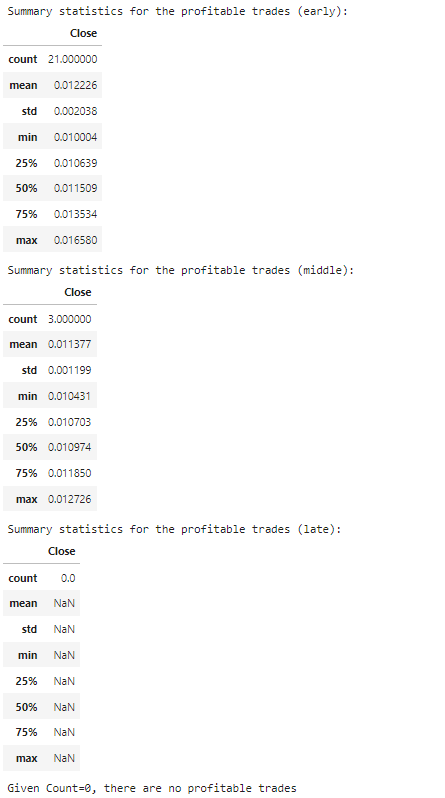 Summary statistics for the profitable trades (early):
Close
count 21.000000
mean 0.012226
std 0.002038
min 0.010004
25% 0.010639
50% 0.011509
75% 0.013534
max 0.016580
Summary statistics for the profitable trades (middle):
Close
count 3.000000
mean 0.011377
std 0.001199
min 0.010431
25% 0.010703
50% 0.010974
75% 0.011850
max 0.012726
Summary statistics for the profitable trades (late):
Close
count 0.0
mean NaN
std NaN
min NaN
25% NaN
50% NaN
75% NaN
max NaN
Given Count=0, there are no profitable trades